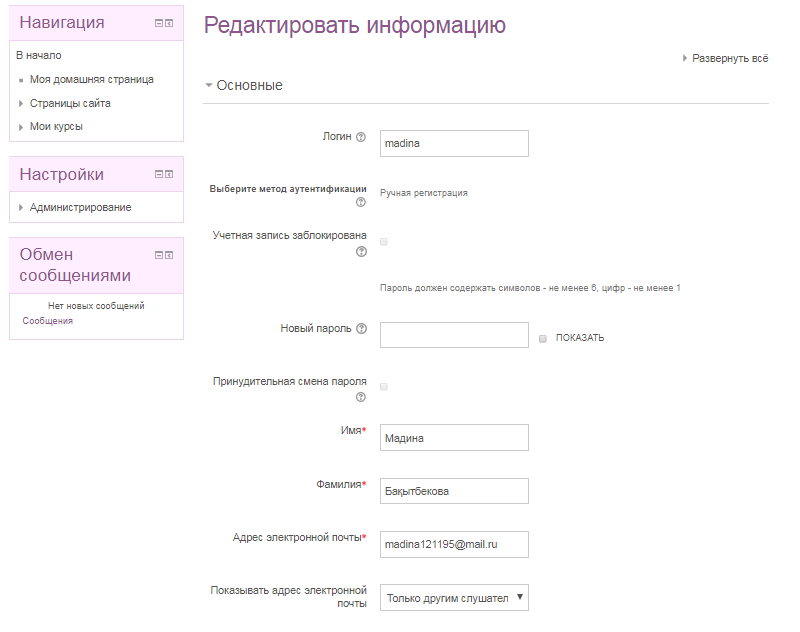 Навигация
В начало
Моя домашняя страница
Страницы сайта
Мои курсы
Настройки
Администрирование
Обмен
сообщениями
Нет новых сообщений
Сообщения
Редактировать информацию
Развернуть всё
Основные
Логин
madina
Выберите метод аутентификации
Ручная регистрация
Учетная запись заблокирована
Пароль должен содержать символов - не менее 6, цифр - не менее 1
Новый пароль
ПОКАЗАТЬ
Принудительная смена пароля
Имя*
Мадина
Фамилия*
Бақытбекова
Адрес электронной почты*
madina121195@mail.ru
Показывать адрес электронной
почты
Только другим слушател